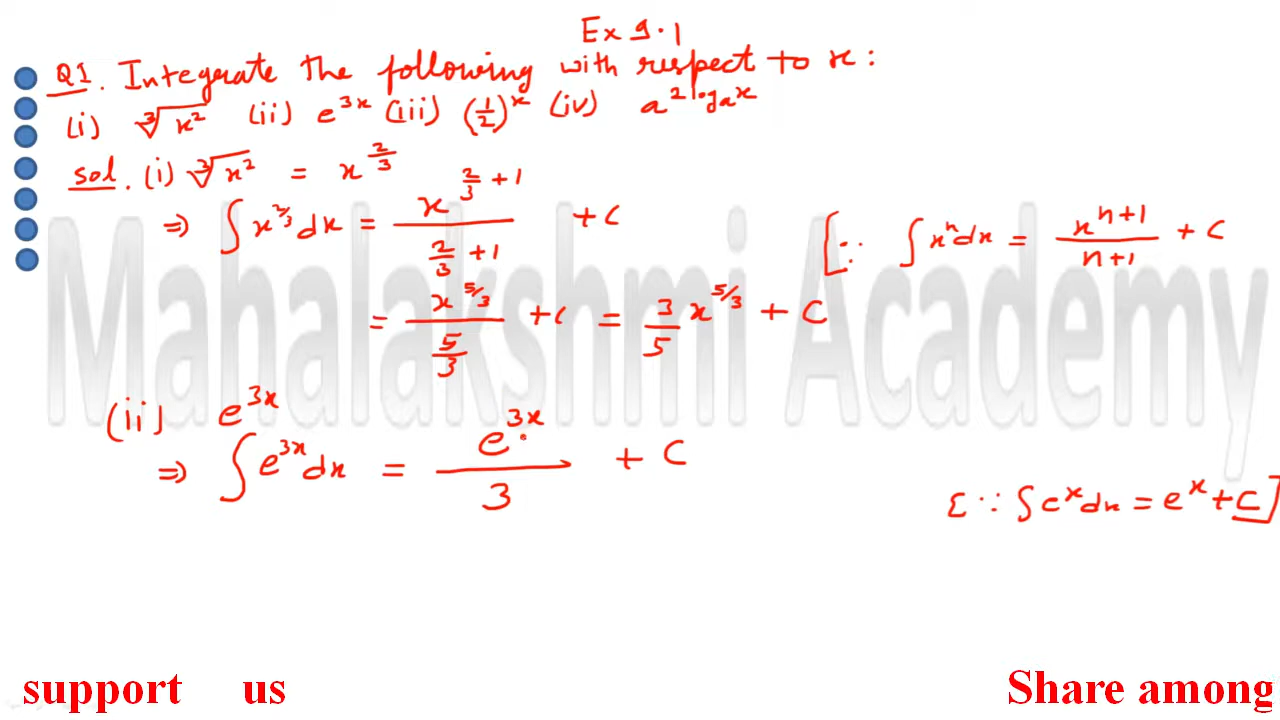 Ex 9.1
Q1. Integrate the following with respect to x:
(i) ∛x² (ii) e^3x (iii) (1/2)^x (iv) a^2log_a x
sol. (i) ∛x² = x^2/3
⇒ ∫x^2/3 dx = x^(2/3 + 1) / (2/3 + 1) + C [∵ ∫x^n dx = x^(n+1) / (n+1) + C
= x^5/3 / (5/3) + C = 3/5 x^5/3 + C
(ii) e^3x
⇒ ∫e^3x dx = e^3x / 3 + C
[∵ ∫e^x dx = e^x + C]
Mahalakshmi Academy
support us Share among